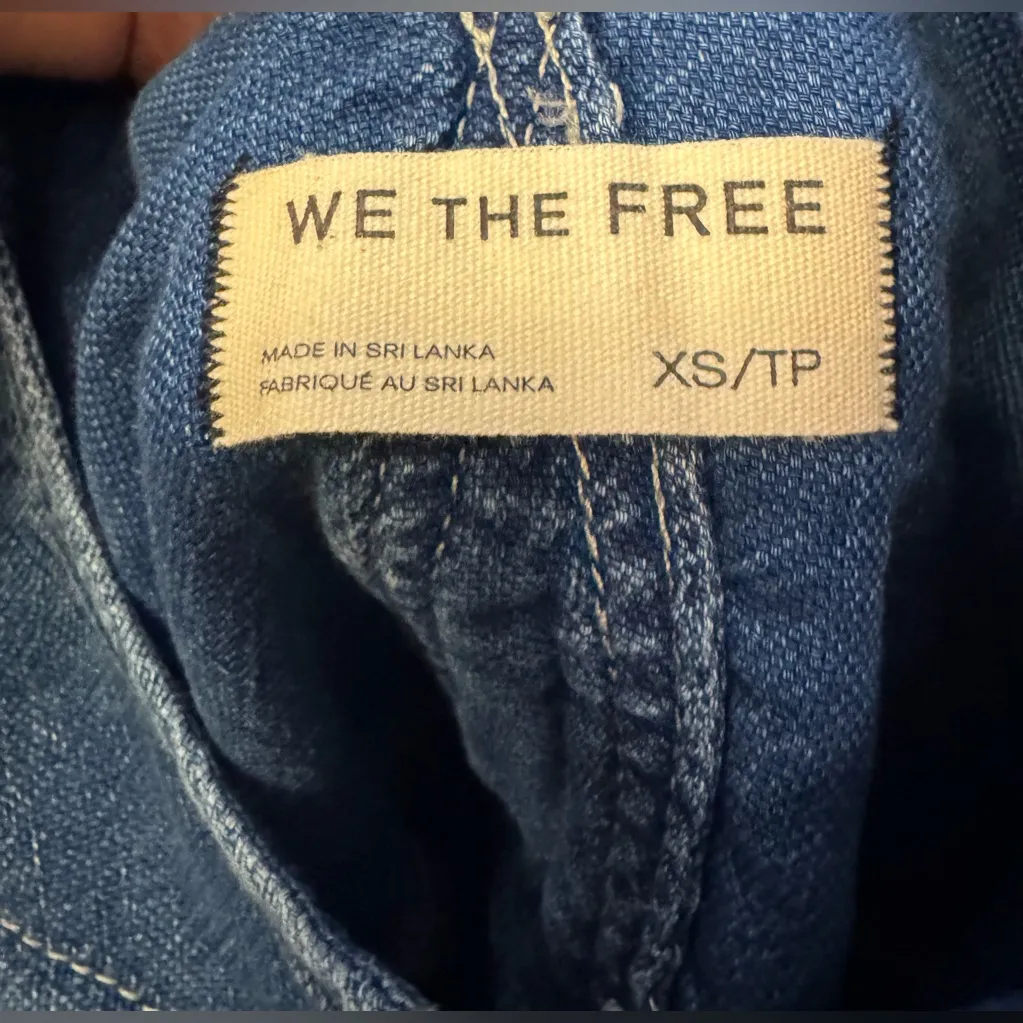 WE THE FREE
MADE IN SRI LANKA
FABRIQUÉ AU SRI LANKA
XS/TP